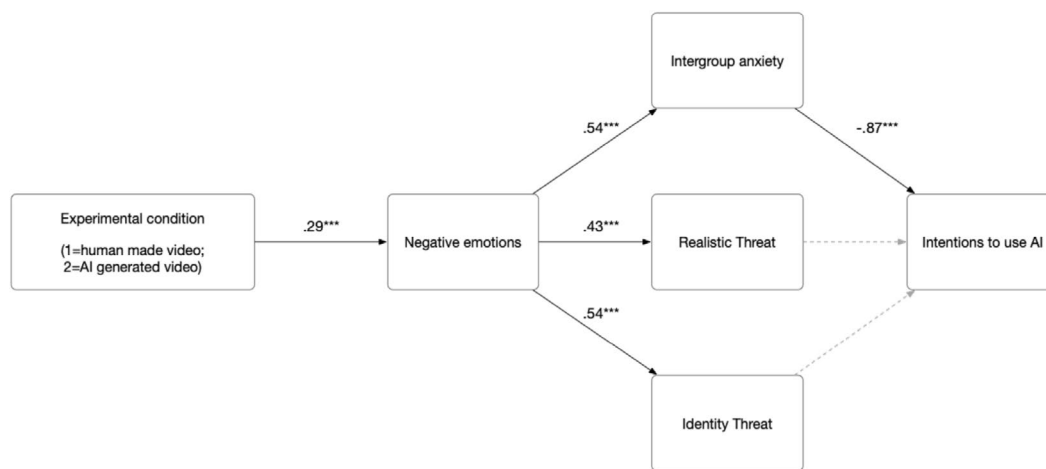 Intergroup anxiety
.54***
-.87***
Experimental condition
(1=human made video;
2=AI generated video)
.29***
Negative emotions
.43***
Realistic Threat
Intentions to use AI
.54***
Identity Threat